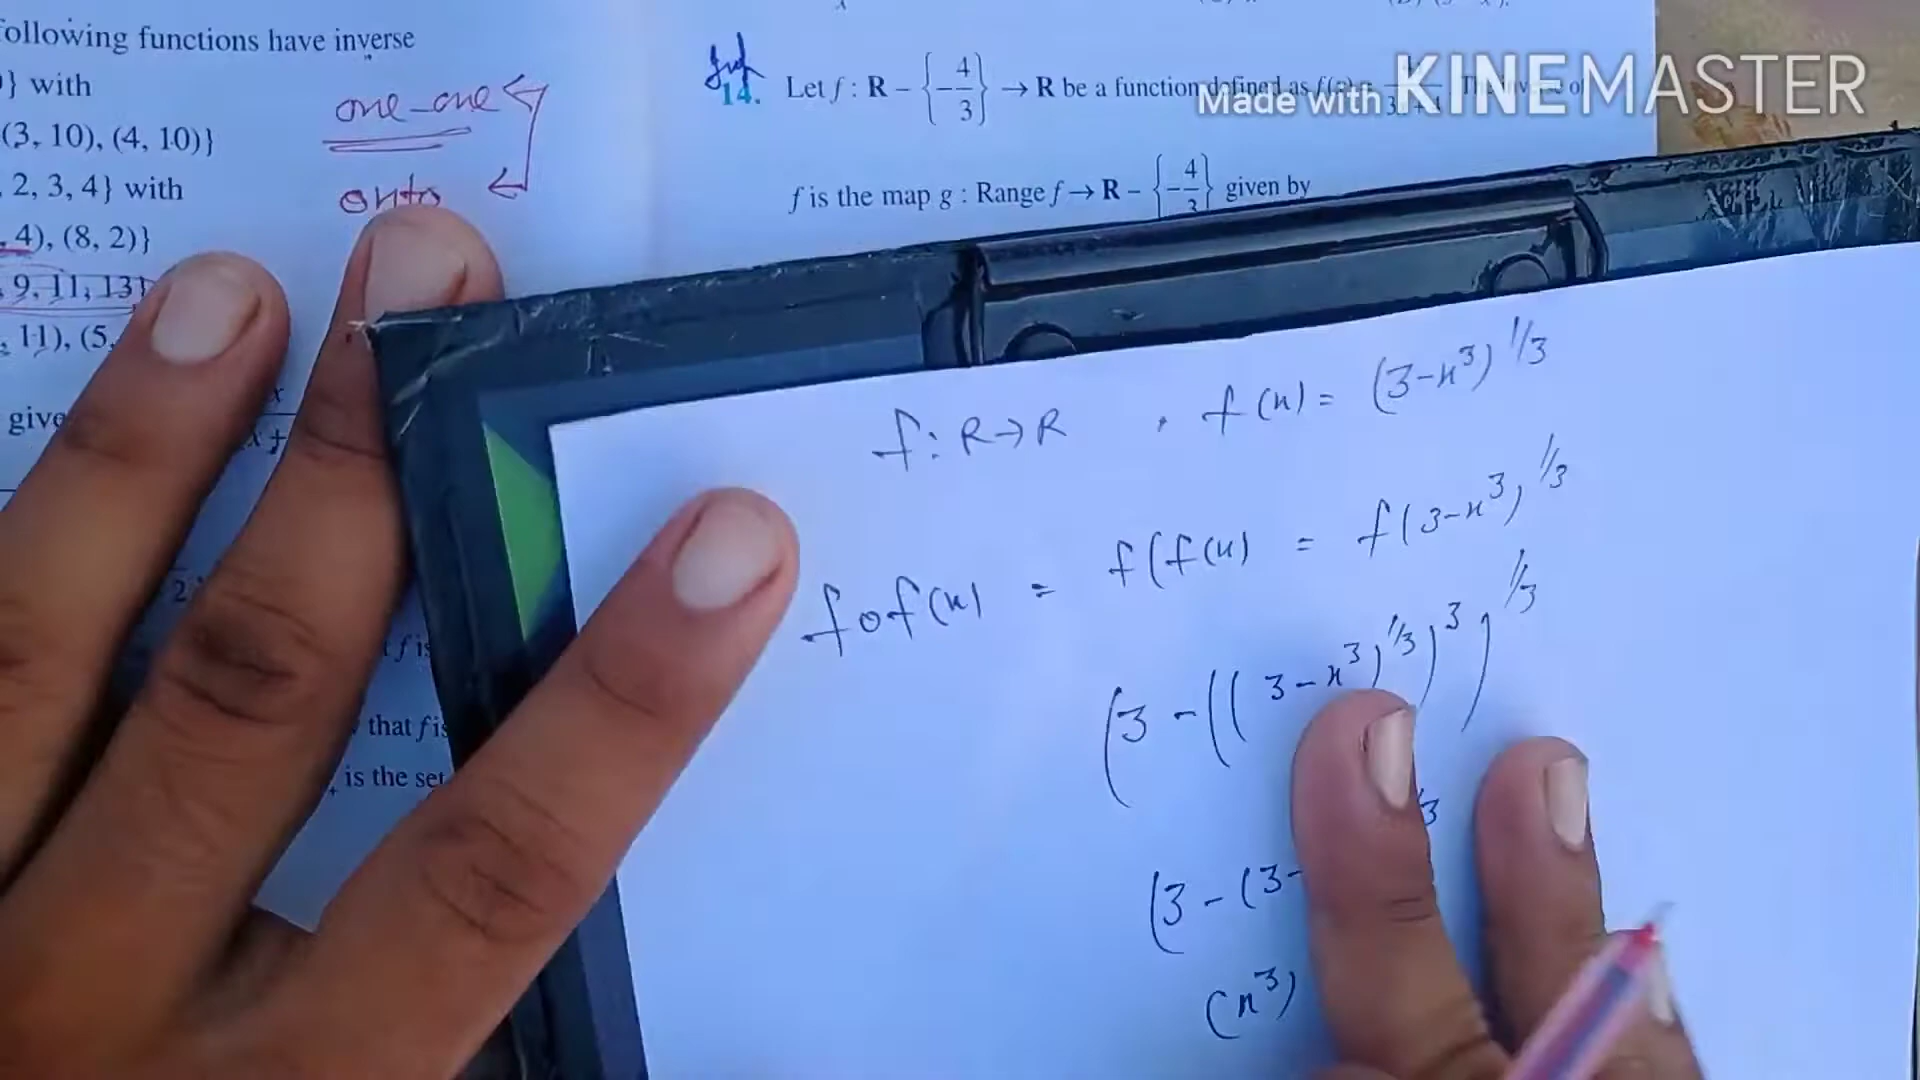 ollowing functions have inverse
} with
(3, 10), (4, 10)}
2, 3, 4} with
, 4), (8, 2)}
9, 11, 13}
, 11), (5,
give
one-one
onto
14. Let f : R – {–4/3} → R be a function defined as f(x) =
f is the map g : Range f → R – {–4/3} given by
Made with KINEMASTER
f is
that f is
is the set
f: R→R , f(x) = (3-x³)^1/3
fof(x) = f(f(x) = f(3-x³)^1/3
(3-((3-x³)^1/3)^3)^1/3
(3-(3-
(x³)